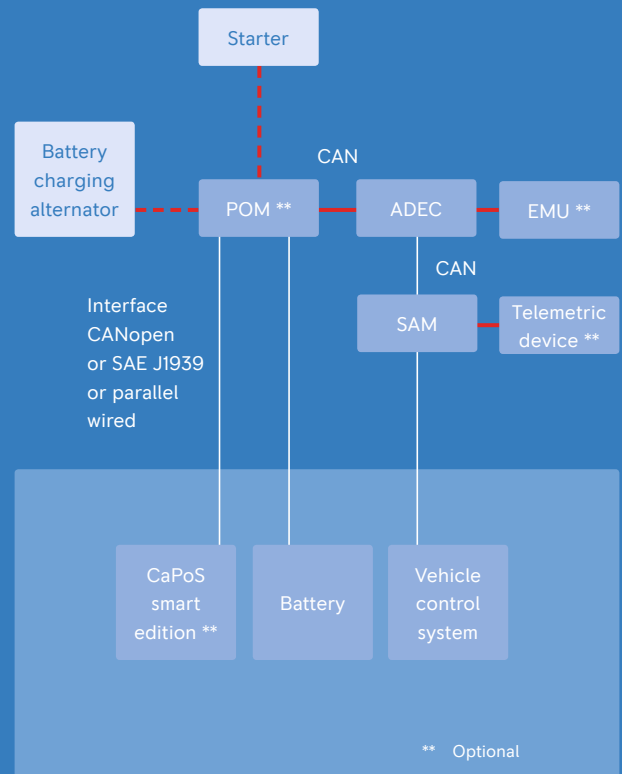 Starter
Battery
charging
alternator
CAN
POM **
ADEC
EMU **
CAN
Interface
CANopen
or SAE J1939
or parallel
wired
SAM
Telemetric
device **
CaPoS
smart
edition **
Battery
Vehicle
control
system
** Optional